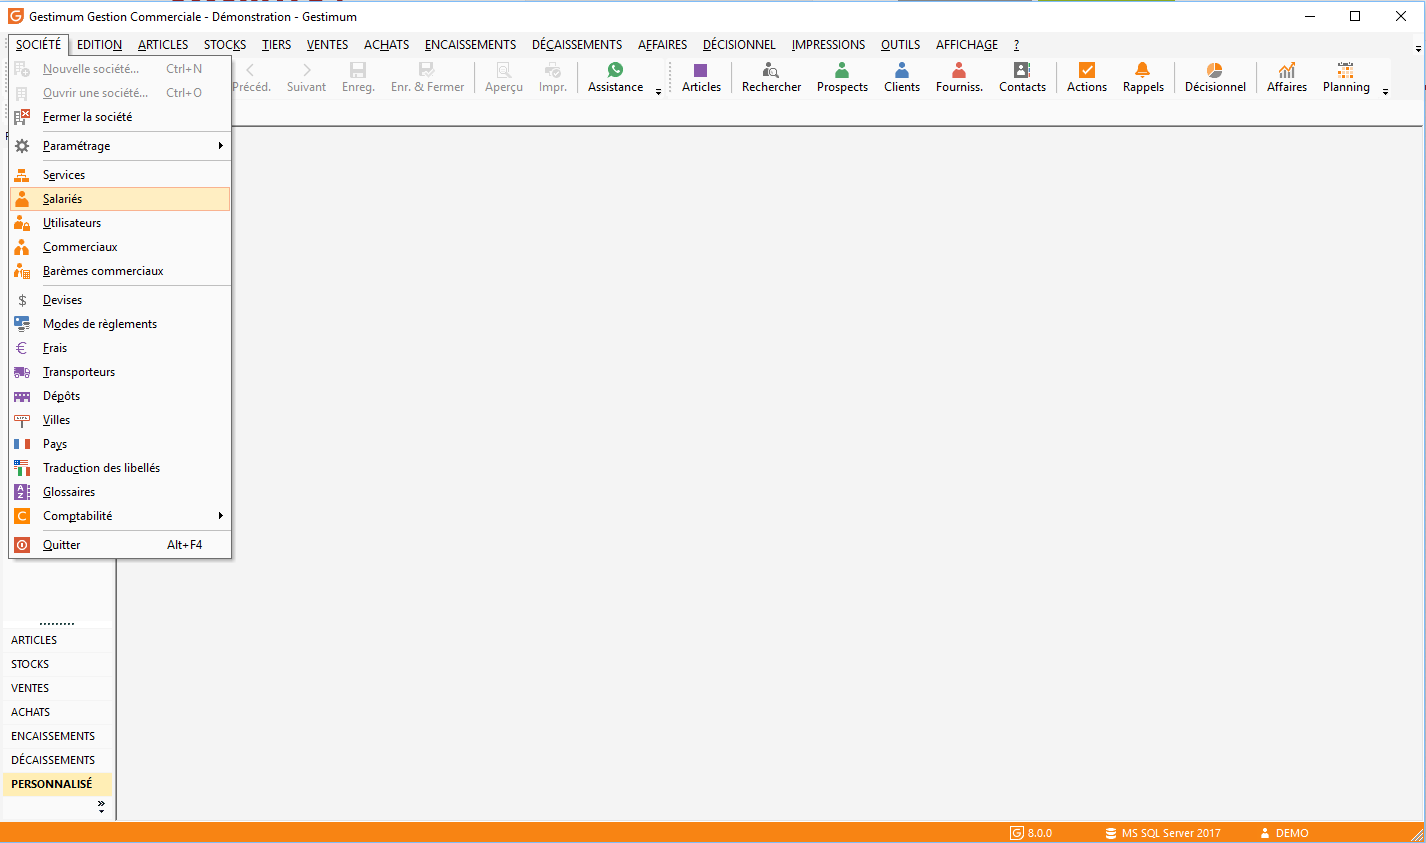 Gestimum Gestion Commerciale - Démonstration - Gestimum
SOCIÉTÉ EDITION ARTICLES STOCKS TIERS VENTES ACHATS ENCAISSEMENTS DÉCAISSEMENTS AFFAIRES DÉCISIONNEL IMPRESSIONS OUTILS AFFICHAGE ?
Précéd. Suivant Enreg. Enr. & Fermer Aperçu Impr. Assistance Articles Rechercher Prospects Clients Fourniss. Contacts Actions Rappels Décisionnel Affaires Planning
Nouvelle société... Ctrl+N
Ouvrir une société... Ctrl+O
Fermer la société
Paramétrage
Services
Salariés
Utilisateurs
Commerciaux
Barèmes commerciaux
Devises
Modes de règlements
Frais
Transporteurs
Dépôts
Villes
Pays
Traduction des libellés
Glossaires
Comptabilité
Quitter Alt+F4
ARTICLES
STOCKS
VENTES
ACHATS
ENCAISSEMENTS
DÉCAISSEMENTS
PERSONNALISÉ
8.0.0 MS SQL Server 2017 DEMO